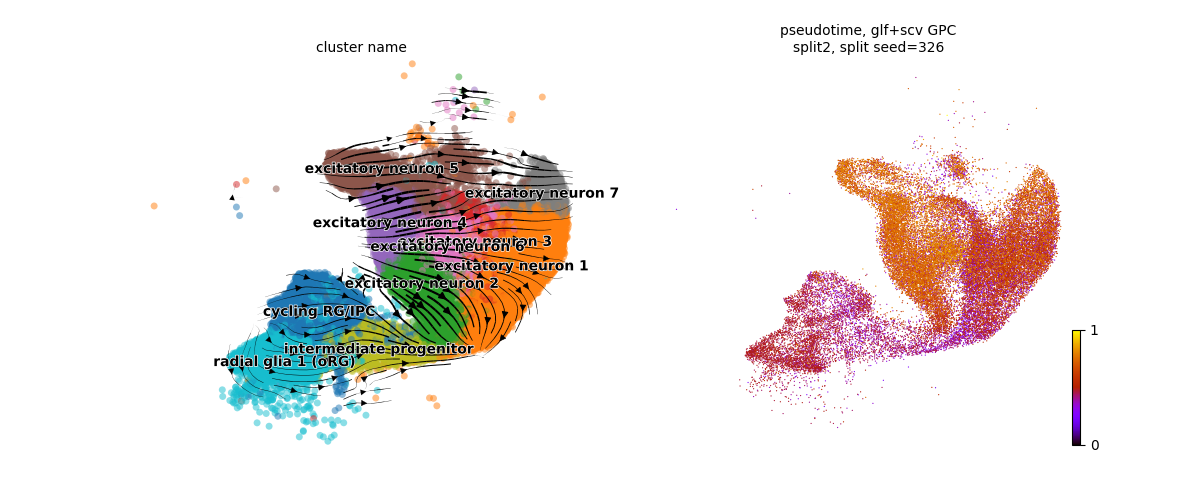 cluster name
excitatory neuron 5
excitatory neuron 7
excitatory neuron 4
excitatory neuron 3
excitatory neuron 6
excitatory neuron 1
excitatory neuron 2
cycling RG/IPC
intermediate progenitor
radial glia 1 (oRG)
pseudotime, glf+scv GPC
split2, split seed=326
1
0